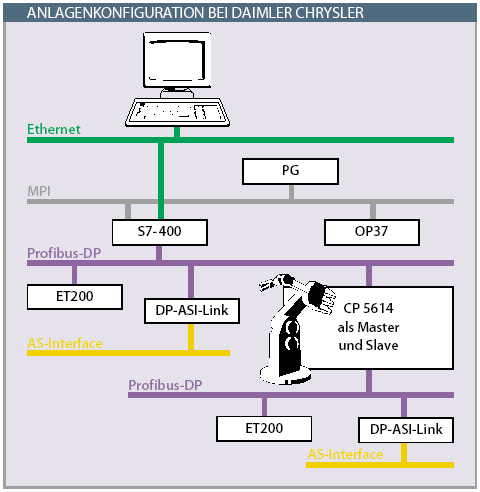 ANLAGENKONFIGURATION BEI DAIMLER CHRYSLER
Ethernet
PG
MPI
S7-400
OP37
Profibus-DP
ET200
DP-ASI-Link
CP 5614
als Master
und Slave
AS-Interface
Profibus-DP
ET200
DP-ASI-Link
AS-Interface